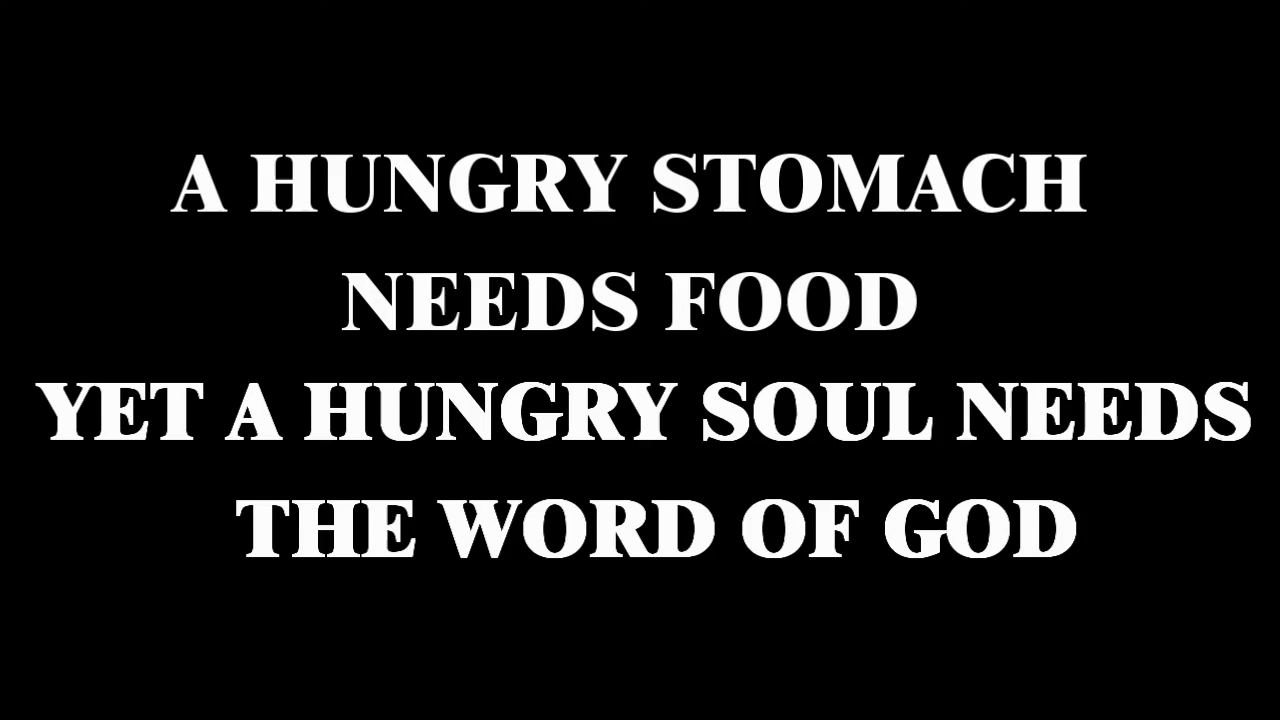 A HUNGRY STOMACH
NEEDS FOOD
YET A HUNGRY SOUL NEEDS
THE WORD OF GOD